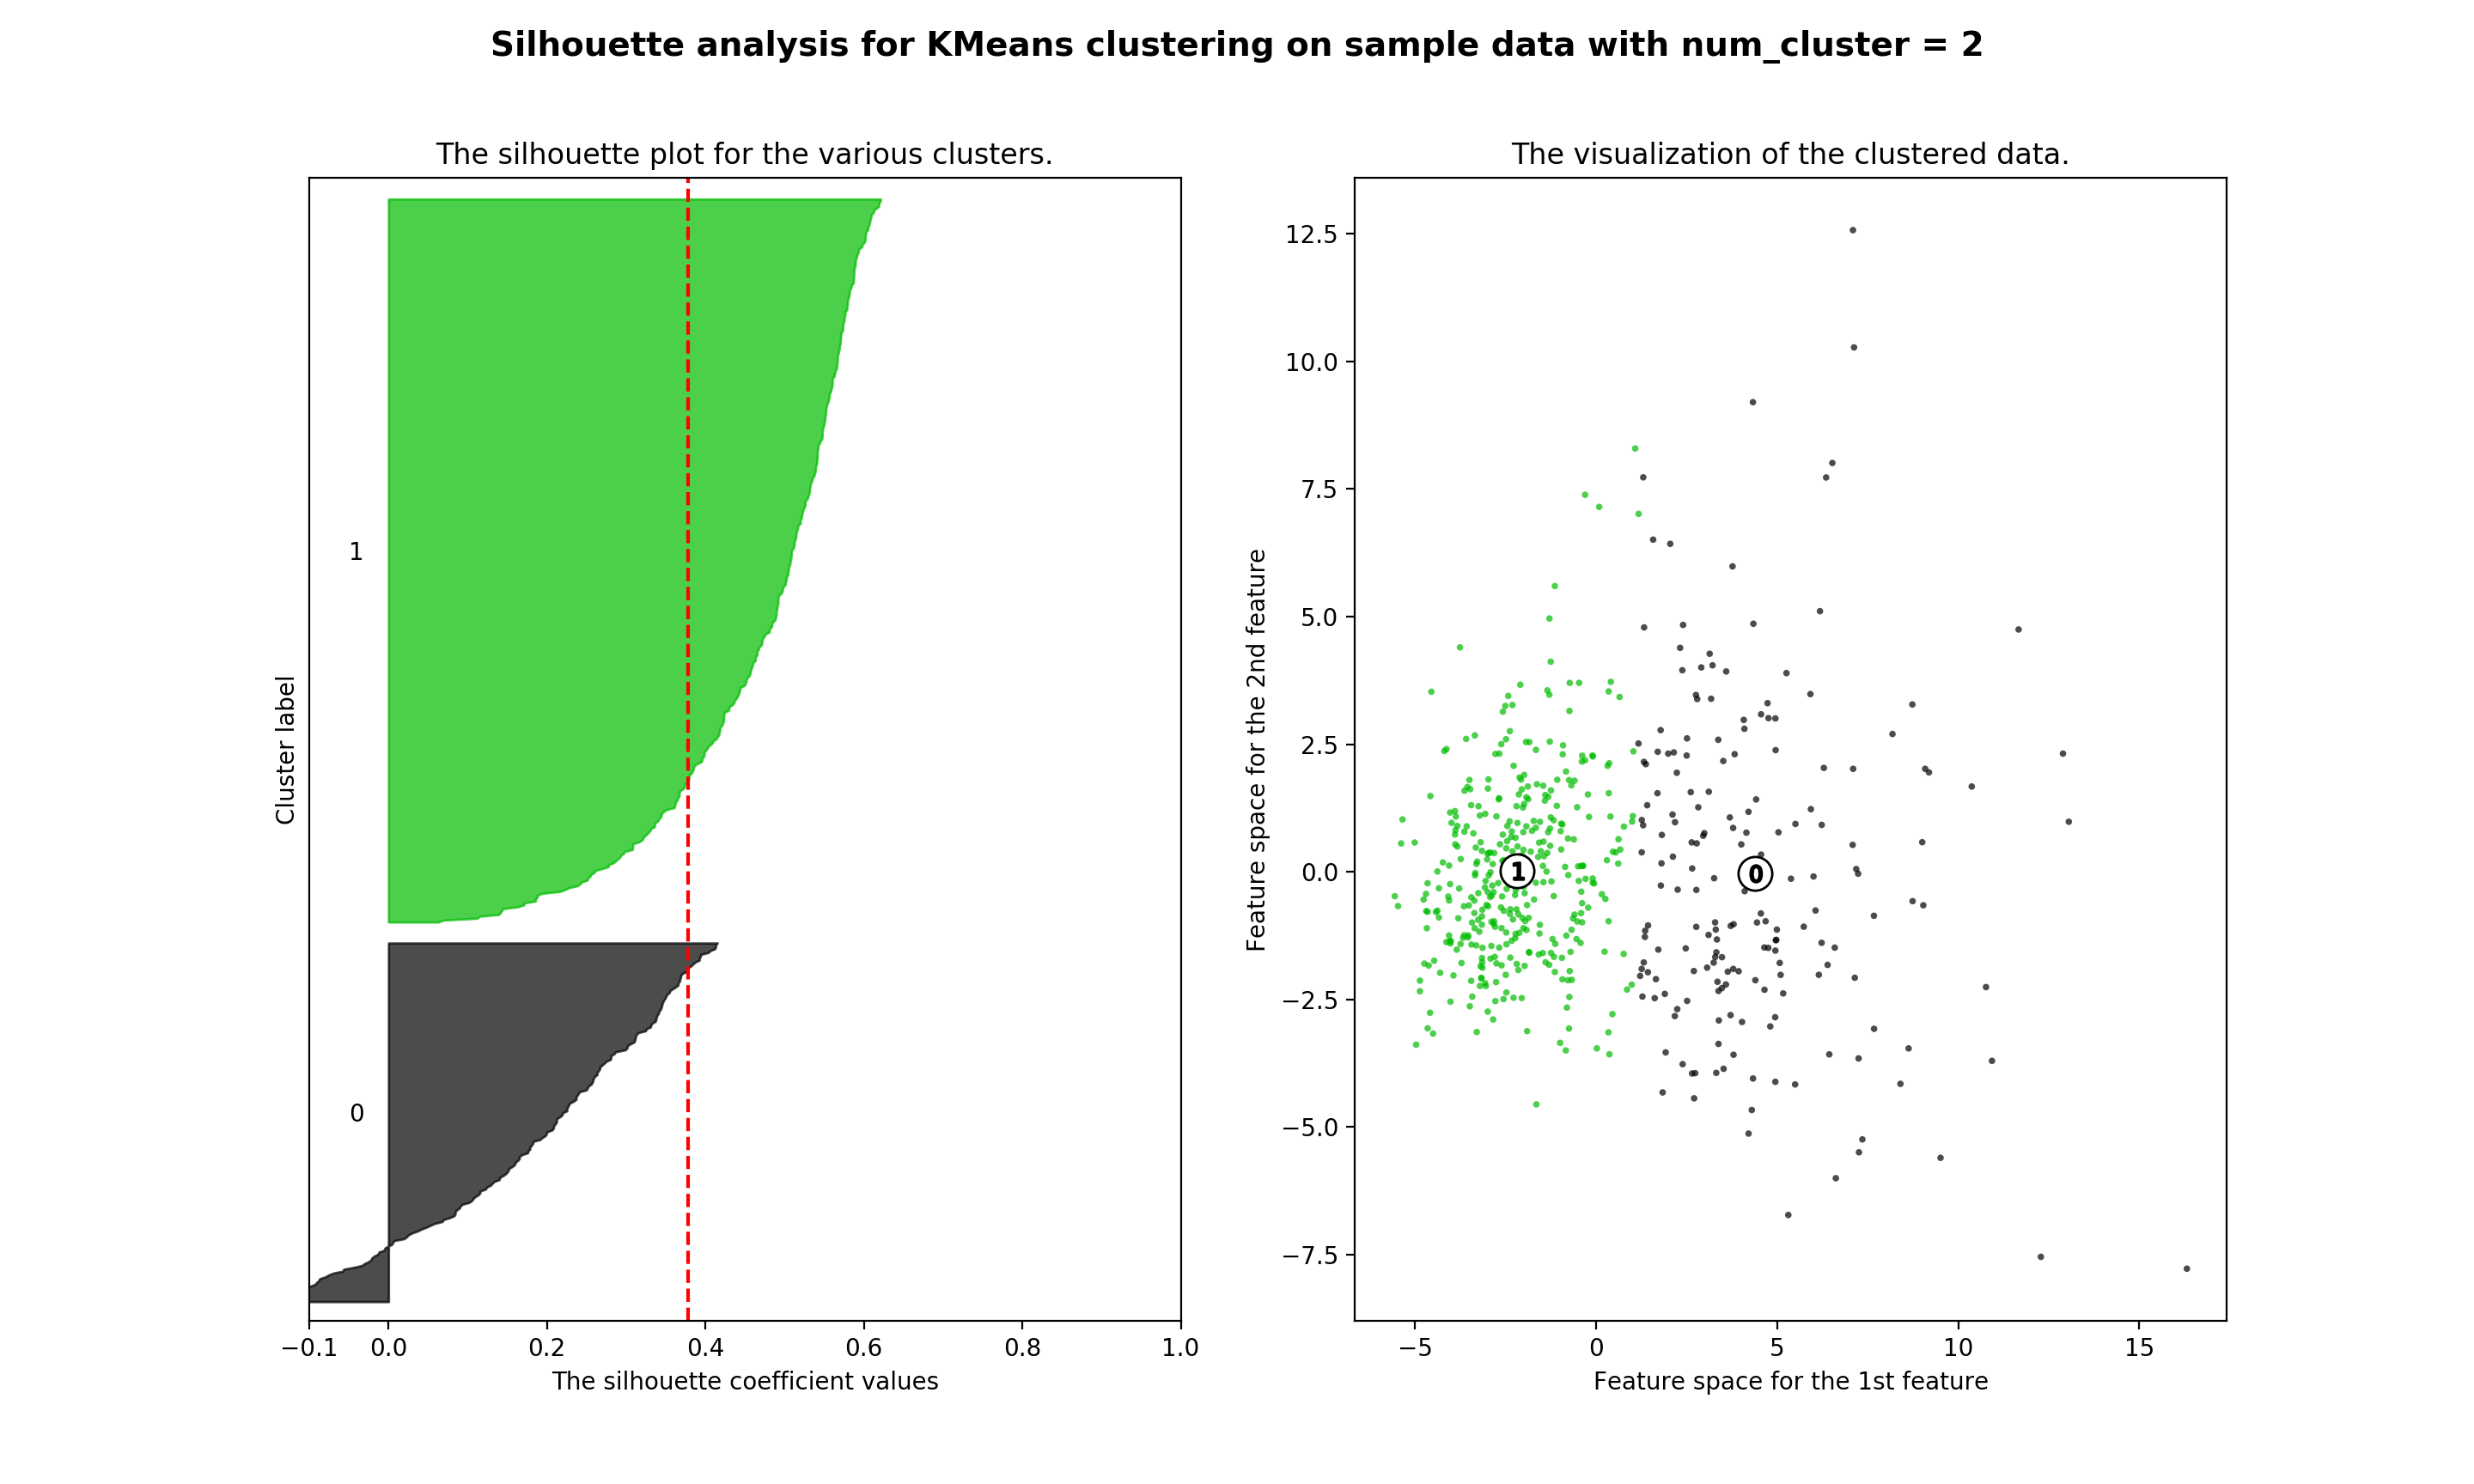 Silhouette analysis for KMeans clustering on sample data with num_cluster = 2
The silhouette plot for the various clusters.
1
0
Cluster label
−0.1 0.0 0.2 0.4 0.6 0.8 1.0
The silhouette coefficient values
The visualization of the clustered data.
12.5
10.0
7.5
5.0
2.5
0.0
−2.5
−5.0
−7.5
Feature space for the 2nd feature
1
0
−5 0 5 10 15
Feature space for the 1st feature